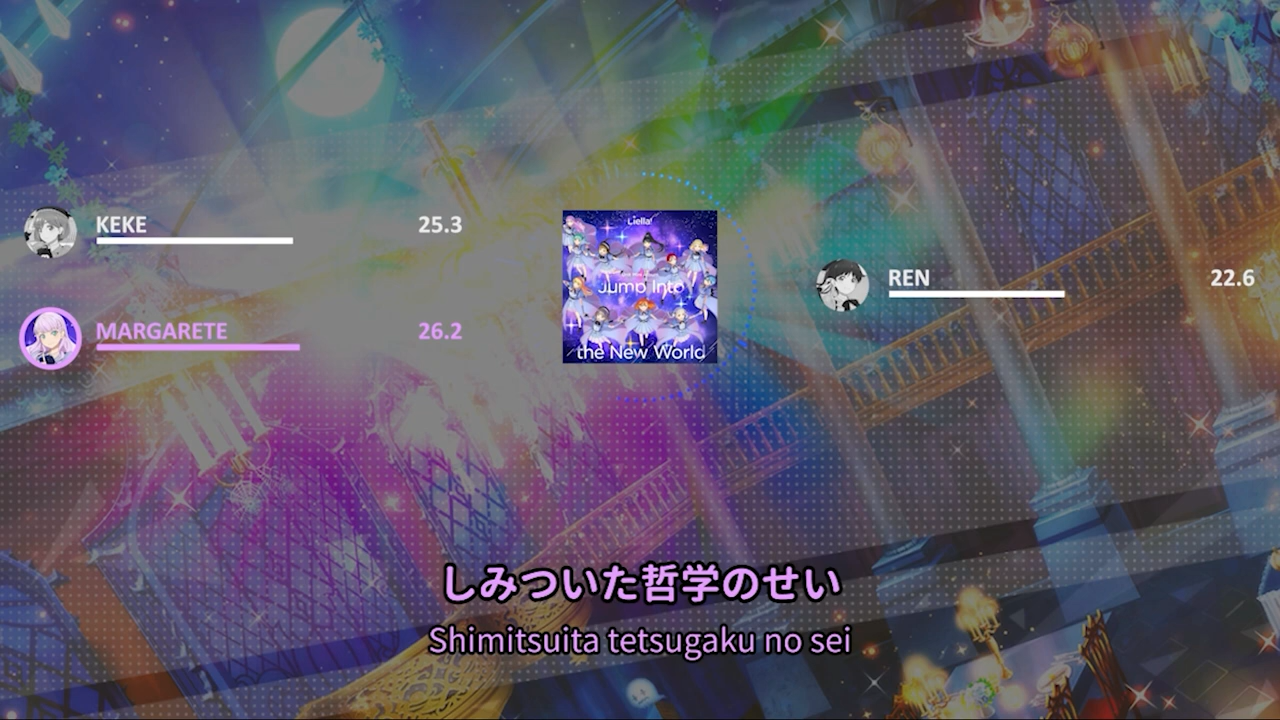 KEKE 25.3
MARGARETE 26.2
Liella!
Jump Into
the New World
REN 22.6
しみついた哲学のせい
Shimitsuita tetsugaku no sei